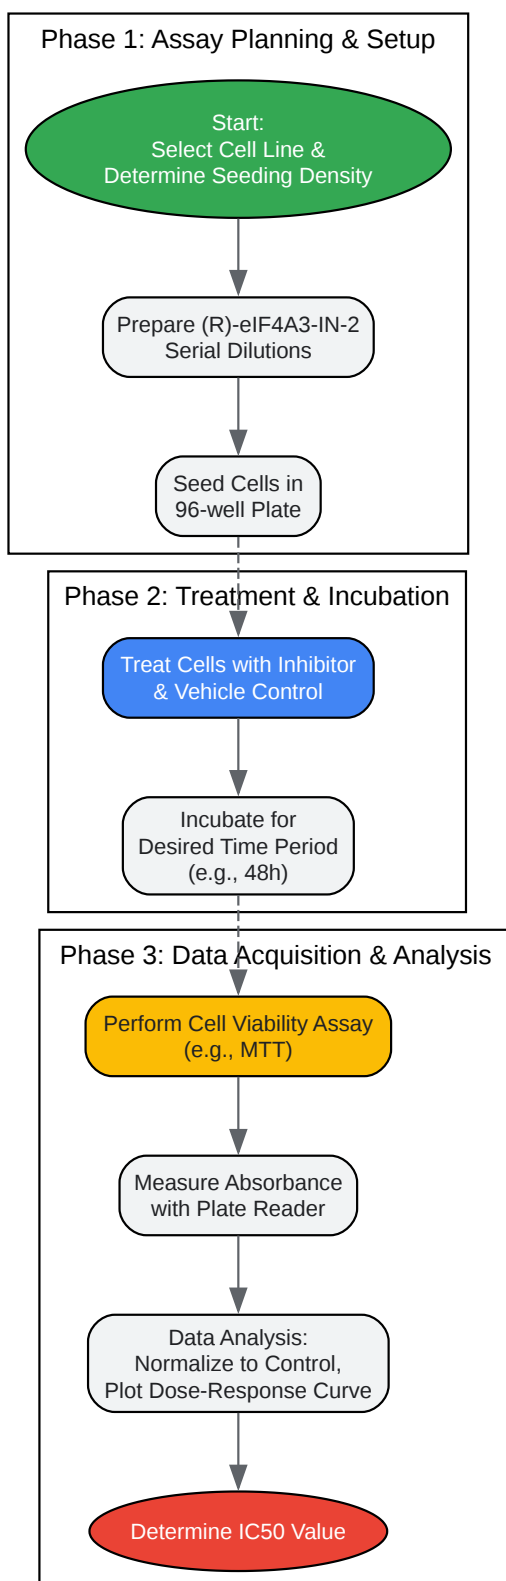 Phase 1: Assay Planning & Setup
Start:
Select Cell Line &
Determine Seeding Density
Prepare (R)-eIF4A3-IN-2
Serial Dilutions
Seed Cells in
96-well Plate
Phase 2: Treatment & Incubation
Treat Cells with Inhibitor
& Vehicle Control
Incubate for
Desired Time Period
(e.g., 48h)
Phase 3: Data Acquisition & Analysis
Perform Cell Viability Assay
(e.g., MTT)
Measure Absorbance
with Plate Reader
Data Analysis:
Normalize to Control,
Plot Dose-Response Curve
Determine IC50 Value